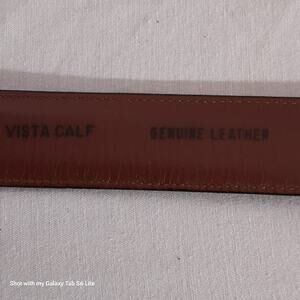 VISTA CALF GENUINE LEATHER
Shot with my Galaxy Tab S6 Lite